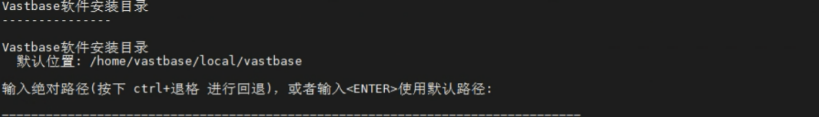 Vastbase软件安装目录
---------------
Vastbase软件安装目录
默认位置: /home/vastbase/local/vastbase
输入绝对路径(按下 ctrl+退格 进行回退), 或者输入<ENTER>使用默认路径:
===============================================================================